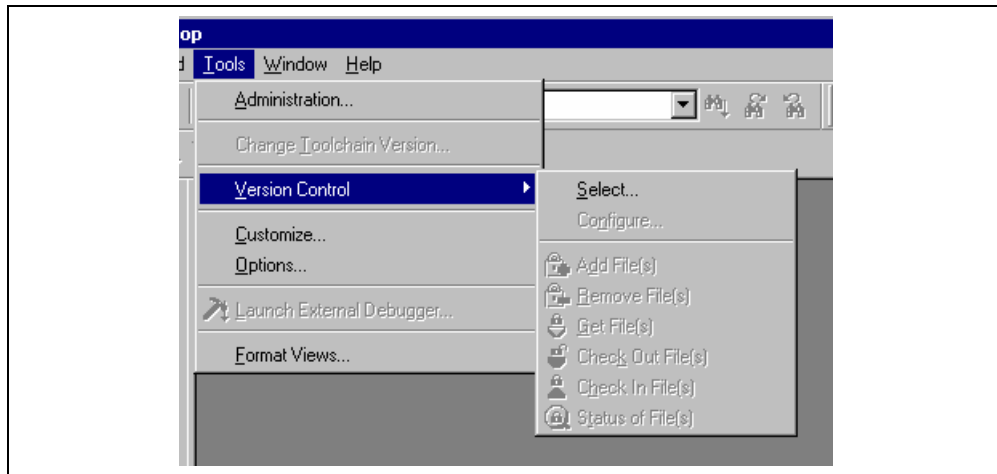 op
Tools Window Help
Administration...
Change Toolchain Version...
Version Control
Select...
Configure...
Customize...
Options...
Add File(s)
Remove File(s)
Launch External Debugger...
Get File(s)
Format Views...
Check Out File(s)
Check In File(s)
Status of File(s)